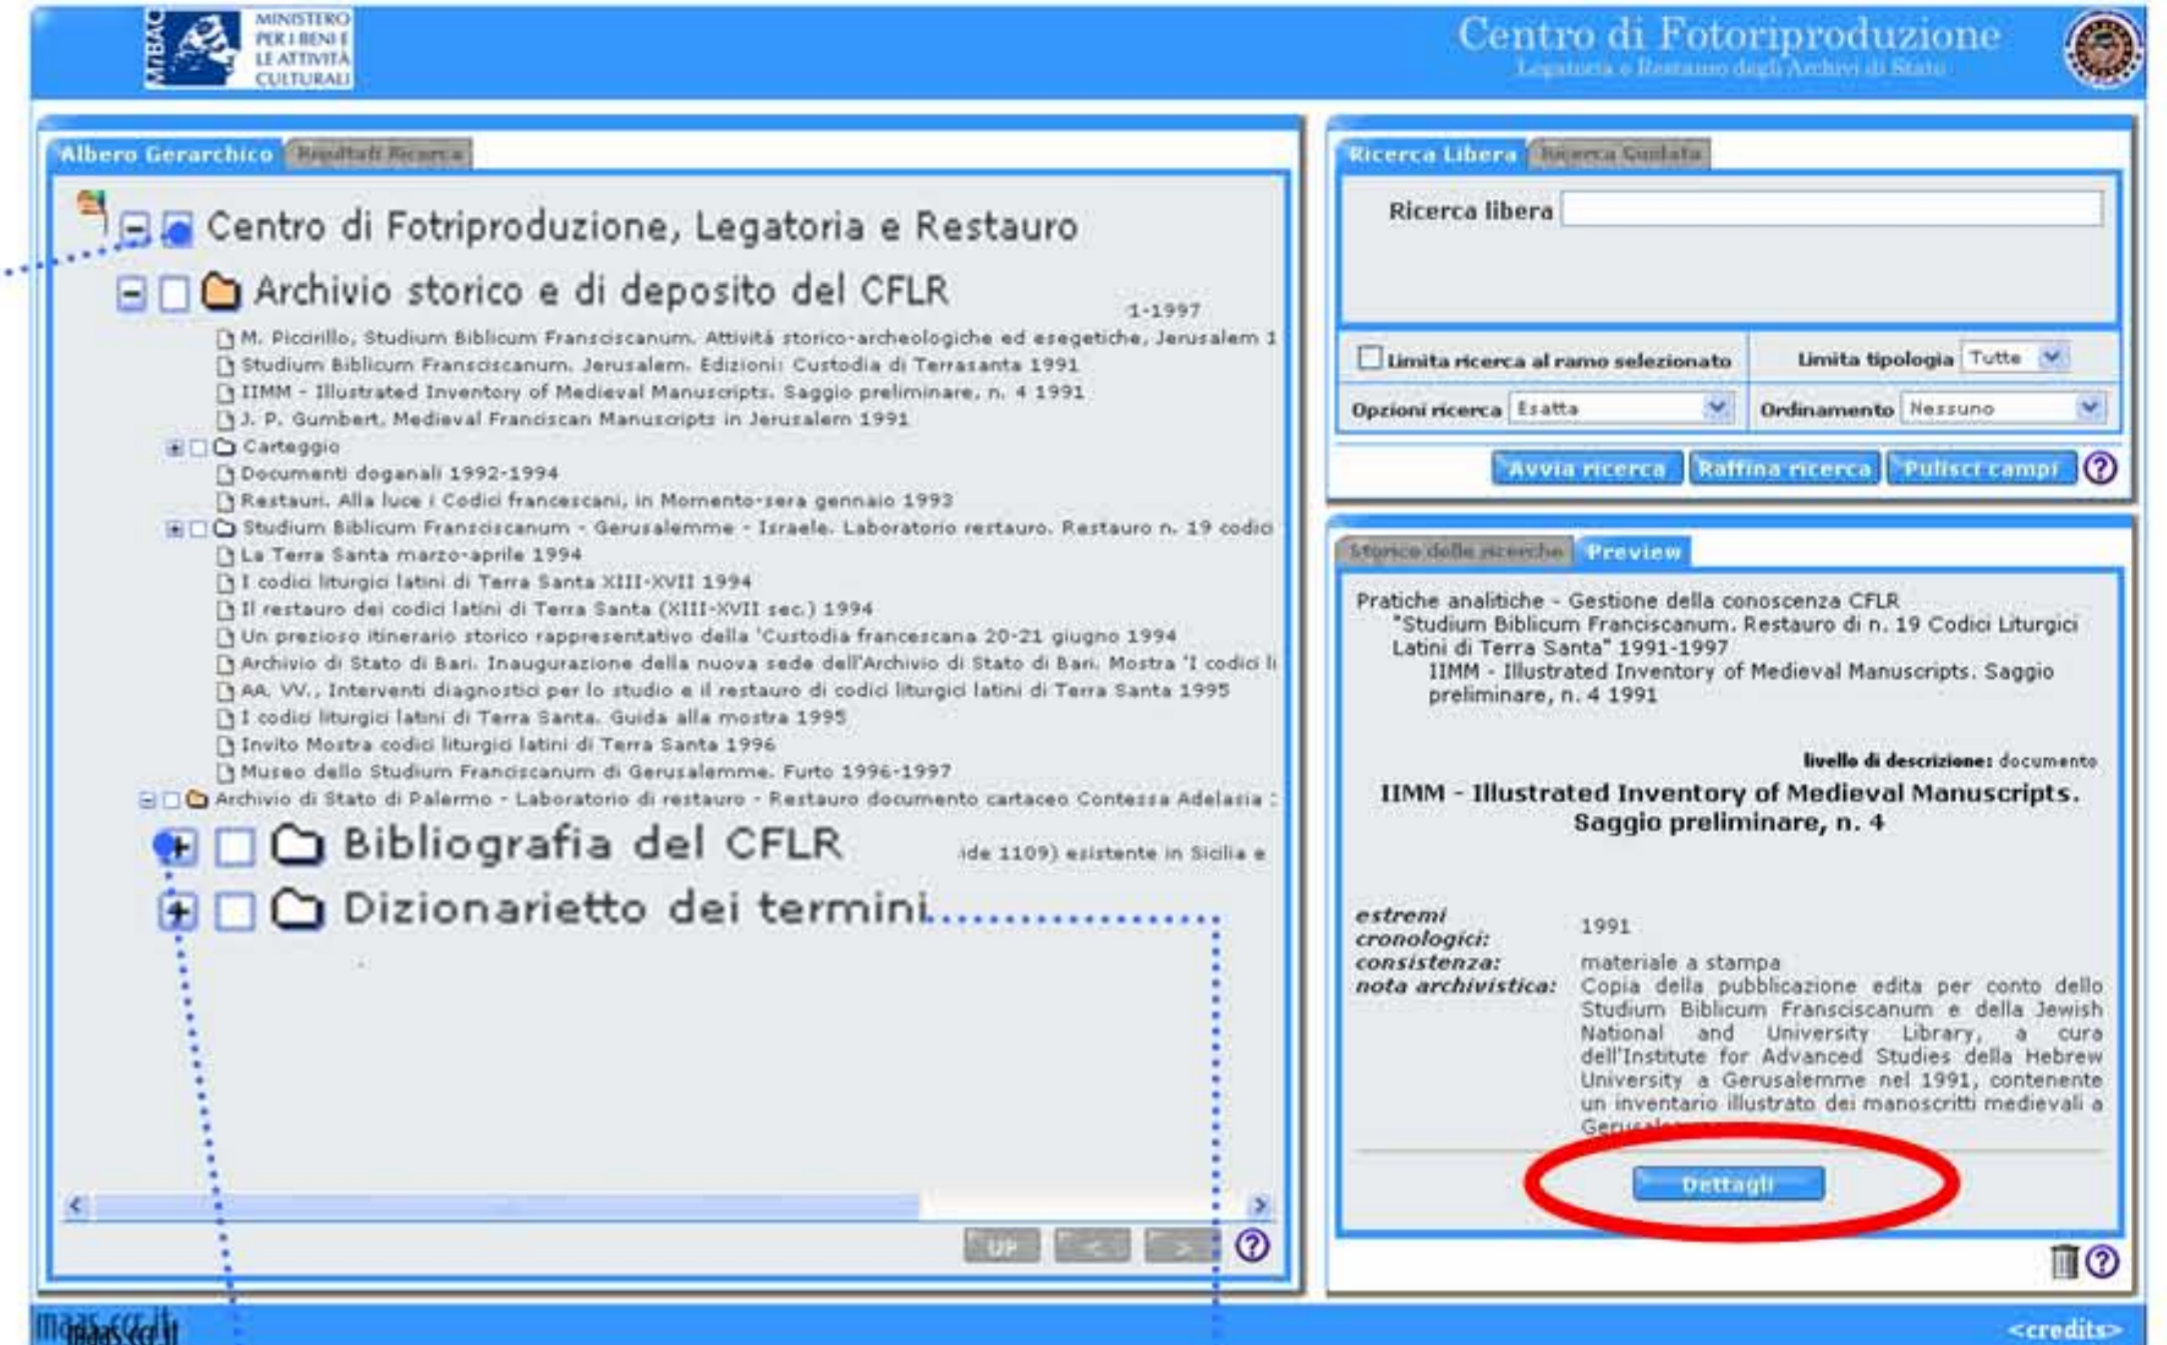 MiBAC
MINISTERO
PER I BENI E
LE ATTIVITÀ
CULTURALI
Centro di Fotoriproduzione
Legatoria e Restauro degli Archivi di Stato
Albero Gerarchico
Risultati Ricerca
Centro di Fotriproduzione, Legatoria e Restauro
Archivio storico e di deposito del CFLR
1-1997
M. Piccirillo, Studium Biblicum Fransciscanum. Attività storico-archeologiche ed esegetiche, Jerusalem 1
Studium Biblicum Fransciscanum. Jerusalem. Edizioni: Custodia di Terrasanta 1991
IIMM - Illustrated Inventory of Medieval Manuscripts. Saggio preliminare, n. 4 1991
J. P. Gumbert, Medieval Franciscan Manuscripts in Jerusalem 1991
Carteggio
Documenti doganali 1992-1994
Restauri. Alla luce i Codici francescani, in Momento-sera gennaio 1993
Studium Biblicum Fransciscanum - Gerusalemme - Israele. Laboratorio restauro. Restauro n. 19 codici
La Terra Santa marzo-aprile 1994
I codici liturgici latini di Terra Santa XIII-XVII 1994
Il restauro dei codici latini di Terra Santa (XIII-XVII sec.) 1994
Un prezioso itinerario storico rappresentativo della 'Custodia francescana 20-21 giugno 1994
Archivio di Stato di Bari. Inaugurazione della nuova sede dell'Archivio di Stato di Bari. Mostra "I codici li
AA. VV., Interventi diagnostici per lo studio e il restauro di codici liturgici latini di Terra Santa 1995
I codici liturgici latini di Terra Santa. Guida alla mostra 1995
Invito Mostra codici liturgici latini di Terra Santa 1996
Museo dello Studium Franciscanum di Gerusalemme. Furto 1996-1997
Archivio di Stato di Palermo - Laboratorio di restauro - Restauro documento cartaceo Contessa Adelasia
Bibliografia del CFLR
ide 1109) esistente in Sicilia e
Dizionarietto dei termini
UP < >
Ricerca Libera
Ricerca Guidata
Ricerca libera
Limita ricerca al ramo selezionato
Limita tipologia Tutte
Opzioni ricerca Esatta
Ordinamento Nessuno
Avvia ricerca
Raffina ricerca
Pulisci campi
Storico delle ricerche
Preview
Pratiche analitiche - Gestione della conoscenza CFLR
"Studium Biblicum Franciscanum. Restauro di n. 19 Codici Liturgici
Latini di Terra Santa" 1991-1997
IIMM - Illustrated Inventory of Medieval Manuscripts. Saggio
preliminare, n. 4 1991
livello di descrizione: documento
IIMM - Illustrated Inventory of Medieval Manuscripts.
Saggio preliminare, n. 4
estremi
cronologici: 1991
consistenza: materiale a stampa
nota archivistica: Copia della pubblicazione edita per conto dello
Studium Biblicum Fransciscanum e della Jewish
National and University Library, a cura
dell'Institute for Advanced Studies della Hebrew
University a Gerusalemme nel 1991, contenente
un inventario illustrato dei manoscritti medievali a
Dettagli
maas.ccr.it
<credits>